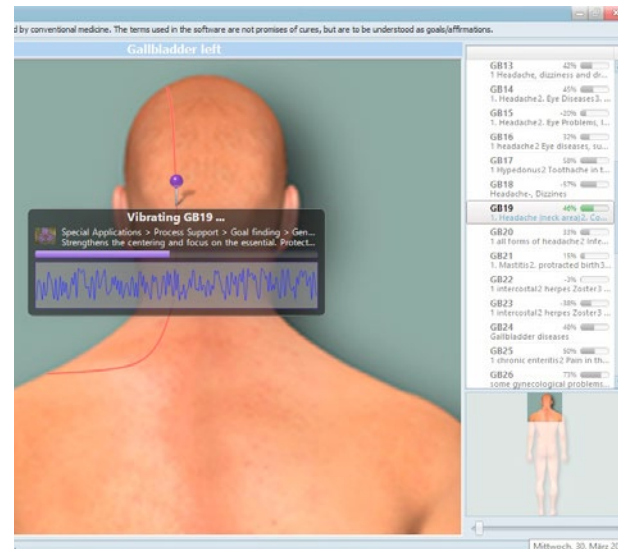 d by conventional medicine. The terms used in the software are not promises of cures, but are to be understood as goals/affirmations.
Gallbladder left
Vibrating GB19 ...
Special Applications > Process Support > Goal finding > Gen...
Strengthens the centering and focus on the essential. Protect...
GB13 42%
1 Headache, dizziness and dr...
GB14 45%
1. Headache2. Eye Diseases3. ...
GB15 -20%
1. Headache2. Eye Problems, I...
GB16 32%
1 headache2 Eye diseases, su...
GB17 58%
1 Hypedonus2 Toothache in t...
GB18 -57%
Headache-, Dizzines
GB19 46%
1. Headache (neck area)2. Co...
GB20 33%
1 all forms of headache2 Infe...
GB21 15%
1. Mastitis2. protracted birth3...
GB22 -3%
1 intercostal2 herpes Zoster3 ...
GB23 -38%
1 intercostal2 herpes Zoster3 ...
GB24 48%
Gallbladder diseases
GB25 50%
1 chronic enteritis2 Pain in th...
GB26 73%
some gynecological problems...
Mittwoch, 30. März 20